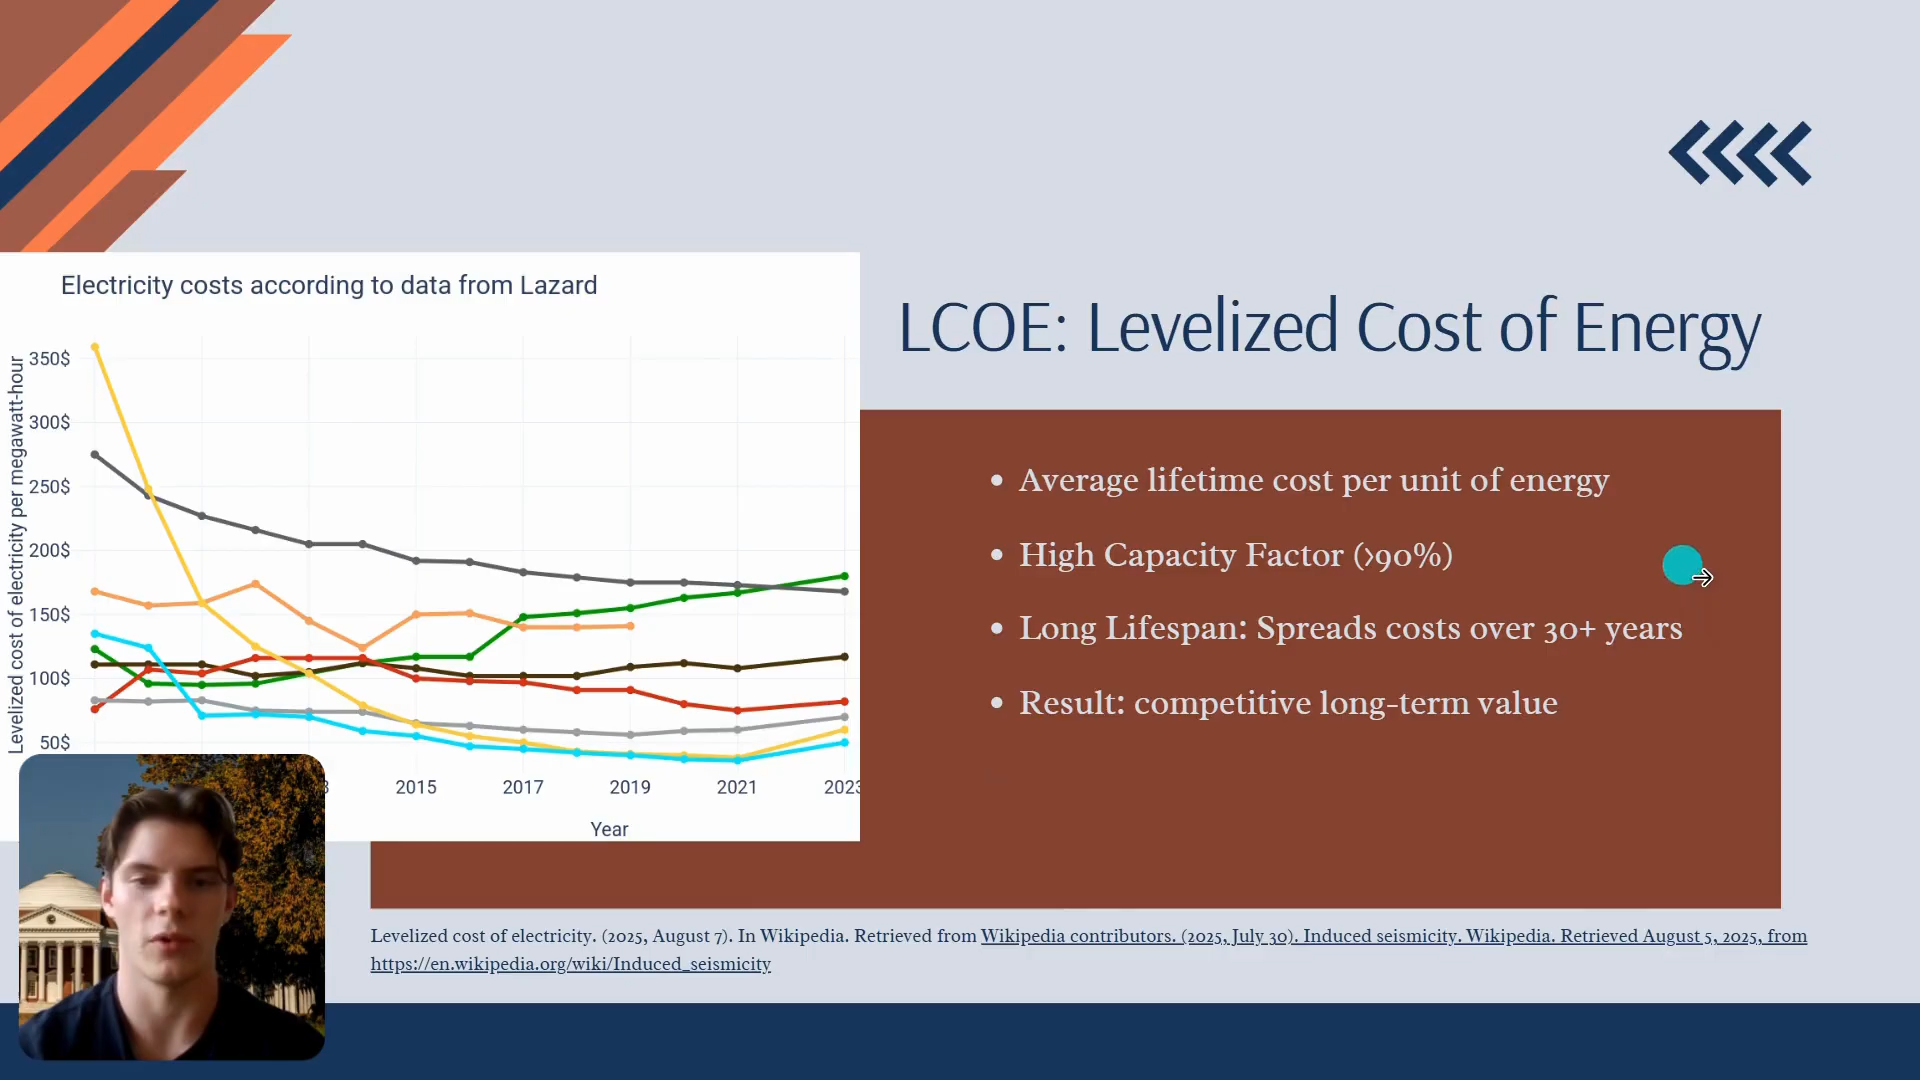 Electricity costs according to data from Lazard
Levelized cost of electricity per megawatt-hour
350$
300$
250$
200$
150$
100$
50$
2015
2017
2019
2021
2023
Year
LCOE: Levelized Cost of Energy
• Average lifetime cost per unit of energy
• High Capacity Factor (>90%)
• Long Lifespan: Spreads costs over 30+ years
• Result: competitive long-term value
Levelized cost of electricity. (2025, August 7). In Wikipedia. Retrieved from Wikipedia contributors. (2025, July 30). Induced seismicity. Wikipedia. Retrieved August 5, 2025, from
https://en.wikipedia.org/wiki/Induced_seismicity